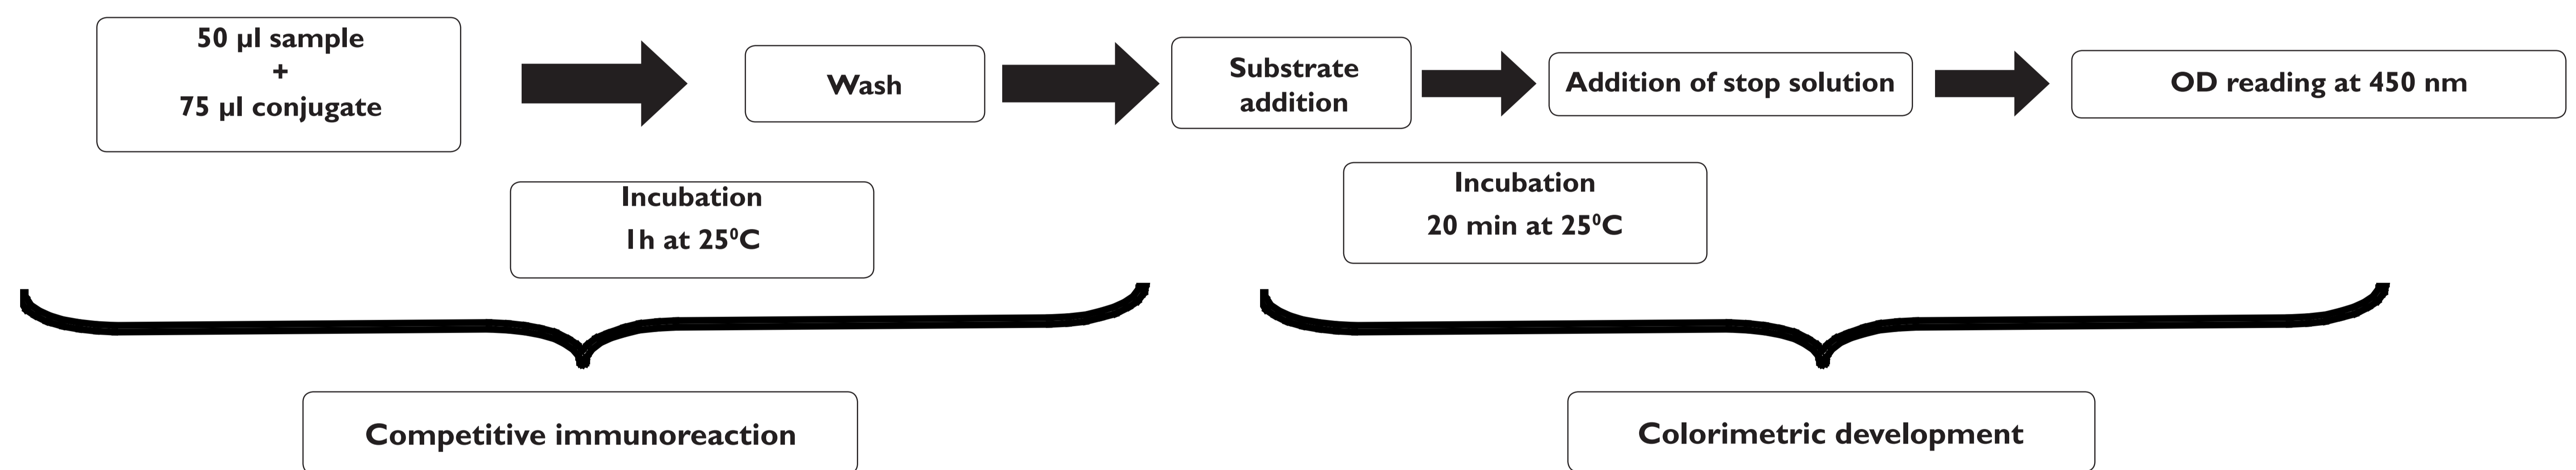 50 µl sample
+
75 µl conjugate
Wash
Substrate
addition
Addition of stop solution
OD reading at 450 nm
Incubation
1h at 25⁰C
Incubation
20 min at 25⁰C
Competitive immunoreaction
Colorimetric development